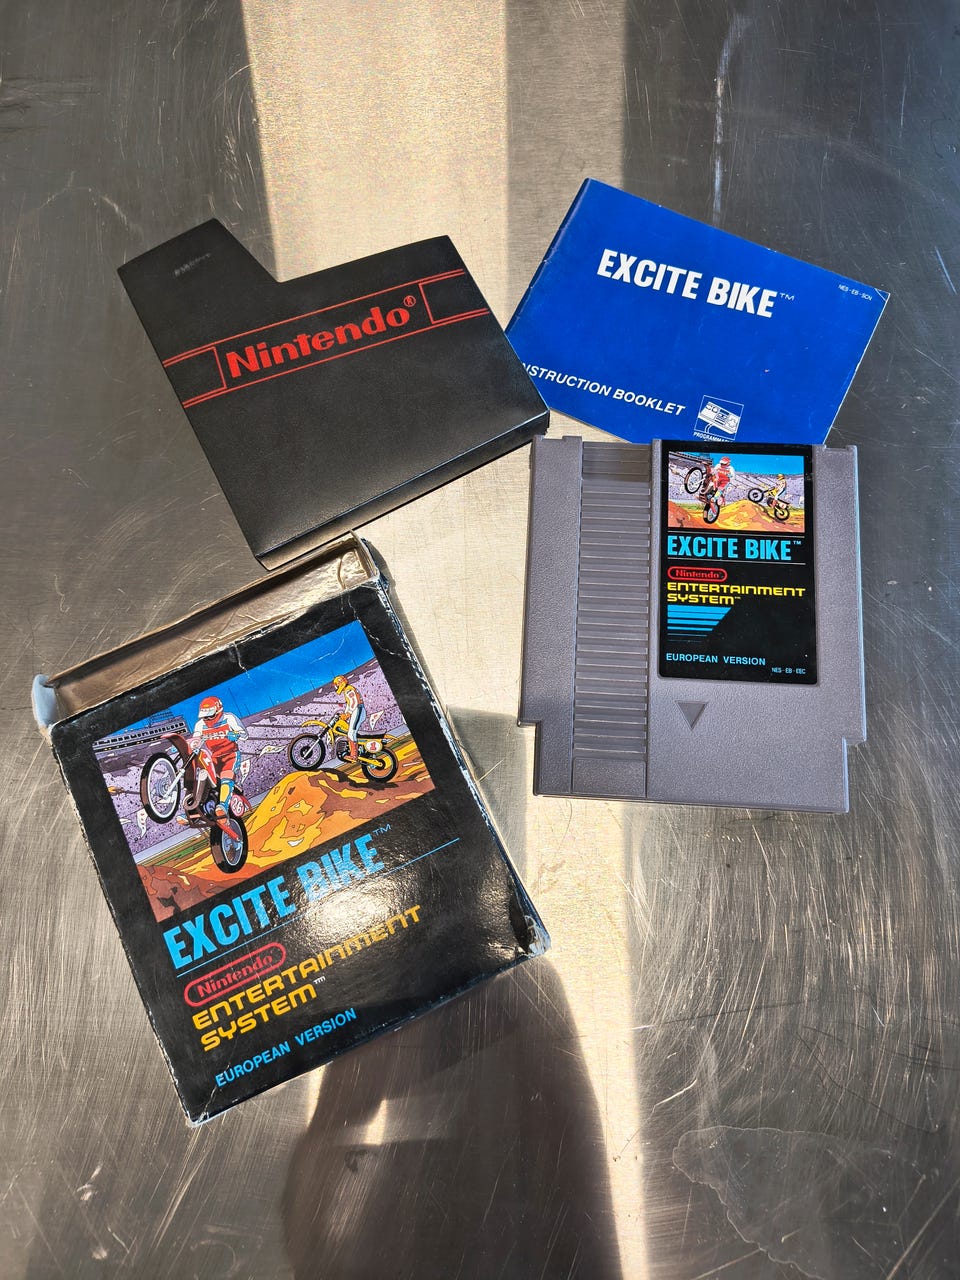 Nintendo®
EXCITE BIKE™
NES-EB-SCN
INSTRUCTION BOOKLET
EXCITE BIKE™
Nintendo
ENTERTAINMENT
SYSTEM™
EUROPEAN VERSION
NES-EB-EEC
EXCITE BIKE™
Nintendo
ENTERTAINMENT
SYSTEM™
EUROPEAN VERSION